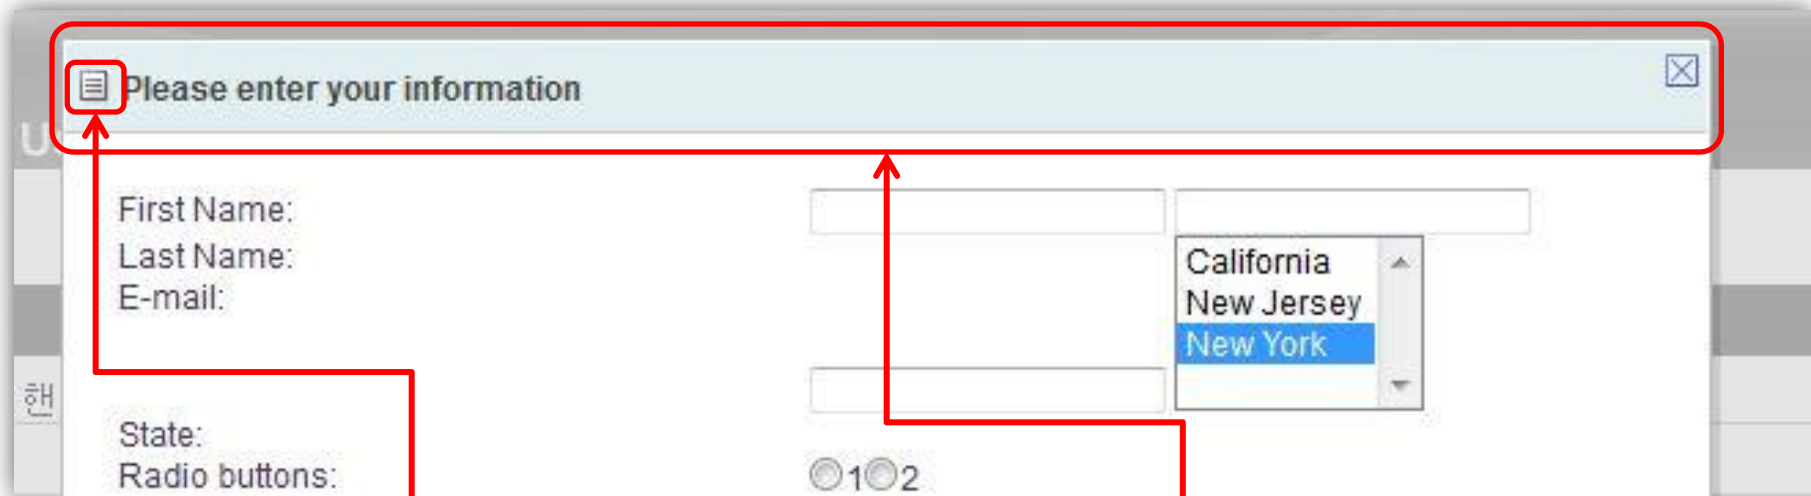 Please enter your information
U
First Name:
Last Name:
California
E-mail:
New Jersey
New York
핸
State:
Radio buttons:
1 2